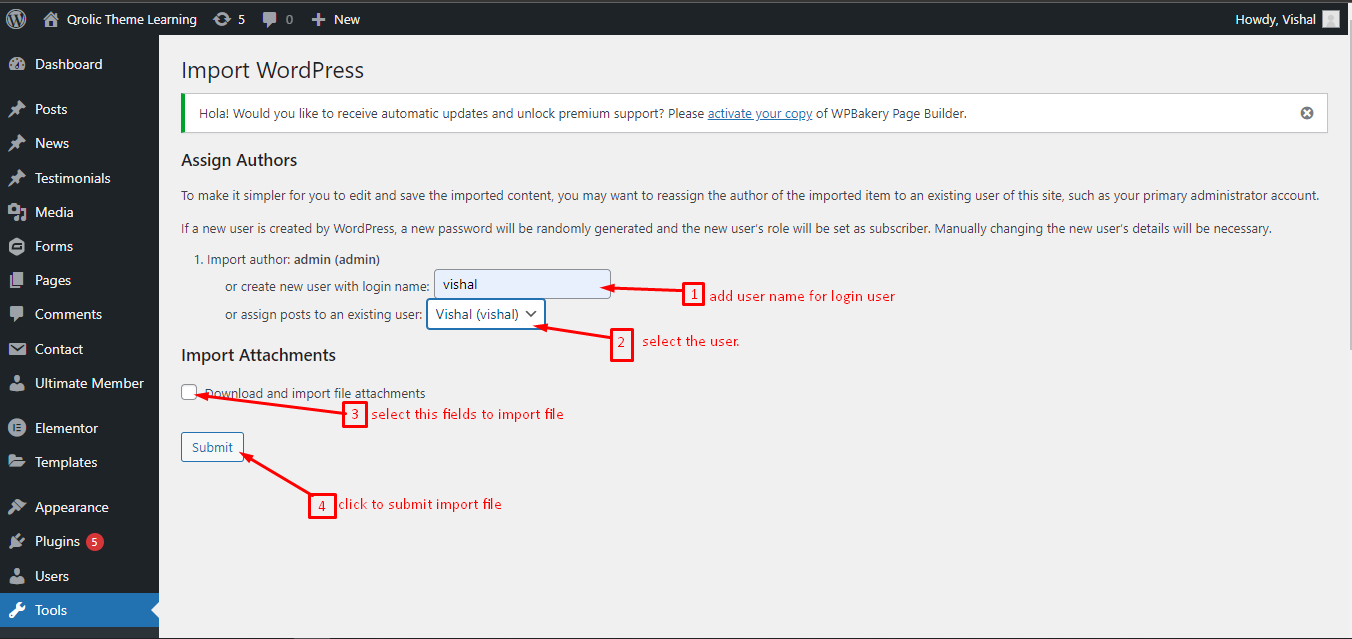 Qrolic Theme Learning 5 0 New Howdy, Vishal
Dashboard
Posts
News
Testimonials
Media
Forms
Pages
Comments
Contact
Ultimate Member
Elementor
Templates
Appearance
Plugins 5
Users
Tools
Import WordPress
Hola! Would you like to receive automatic updates and unlock premium support? Please activate your copy of WPBakery Page Builder.
Assign Authors
To make it simpler for you to edit and save the imported content, you may want to reassign the author of the imported item to an existing user of this site, such as your primary administrator account.
If a new user is created by WordPress, a new password will be randomly generated and the new user's role will be set as subscriber. Manually changing the new user's details will be necessary.
1. Import author: admin (admin)
or create new user with login name: vishal
1 add user name for login user
or assign posts to an existing user: Vishal (vishal)
2 select the user.
Import Attachments
Download and import file attachments
3 select this fields to import file
Submit
4 click to submit import file